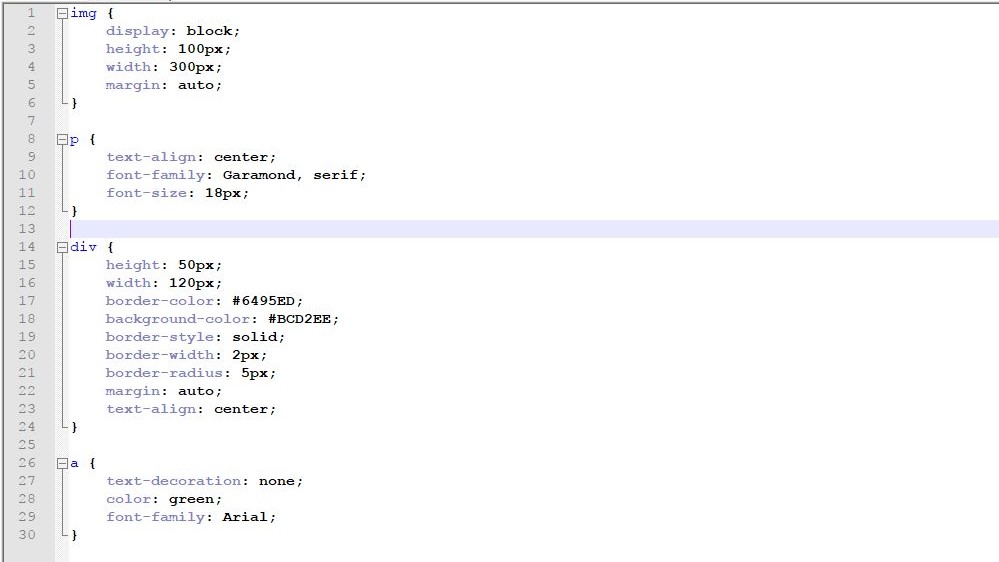 1 img {
2 display: block;
3 height: 100px;
4 width: 300px;
5 margin: auto;
6 }
7
8 p {
9 text-align: center;
10 font-family: Garamond, serif;
11 font-size: 18px;
12 }
13
14 div {
15 height: 50px;
16 width: 120px;
17 border-color: #6495ED;
18 background-color: #BCD2EE;
19 border-style: solid;
20 border-width: 2px;
21 border-radius: 5px;
22 margin: auto;
23 text-align: center;
24 }
25
26 a {
27 text-decoration: none;
28 color: green;
29 font-family: Arial;
30 }